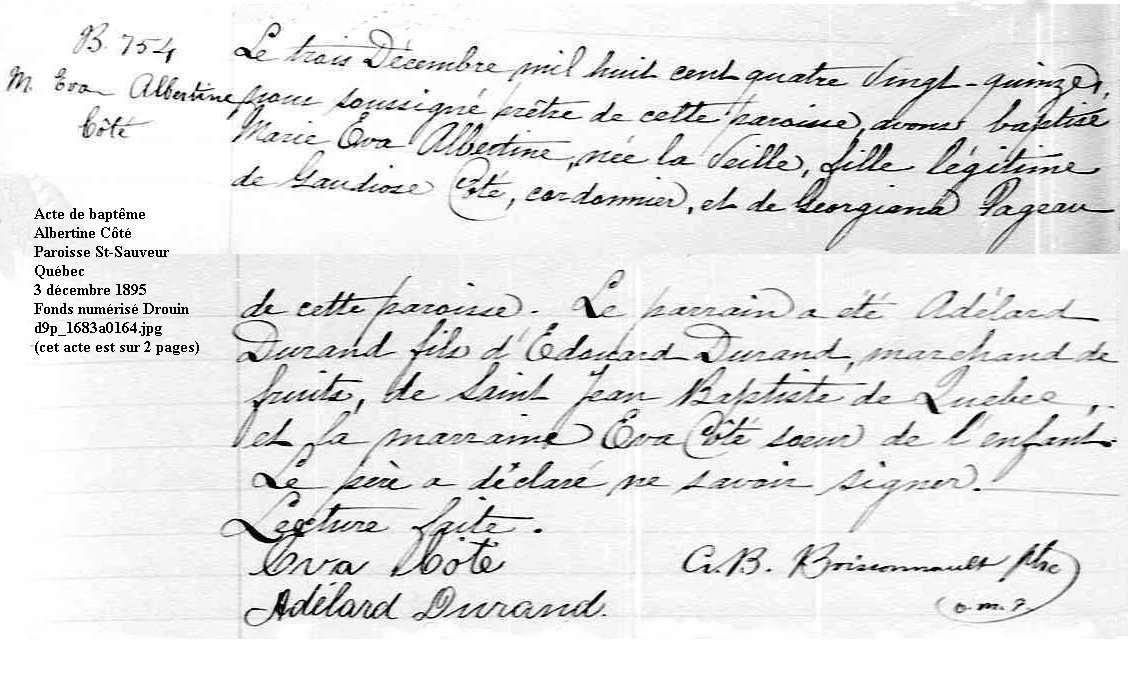 B. 754
M. Eva Albertine
Côté
Le trois Décembre mil huit cent quatre Vingt-quinze,
nous soussigné prêtre de cette paroisse, avons baptisé
Marie Eva Albertine, née la Veille, fille légitime
de Gaudiose Côté, cordonnier, et de Georgiana Pageau
Acte de baptême
Albertine Côté
Paroisse St-Sauveur
Québec
3 décembre 1895
Fonds numérisé Drouin
d9p_1683a0164.jpg
(cet acte est sur 2 pages)
de cette paroisse. Le parrain a été Adélard
Durand fils d'Edouard Durand, marchand de
fruits, de Saint Jean Baptiste de Quebec,
et la marraine Eva Côté soeur de l'enfant.
Le père a déclaré ne savoir signer.
Lecture faite.
Eva Côté
Adélard Durand.
G. B. Boissonnault ptre
o. m. i.